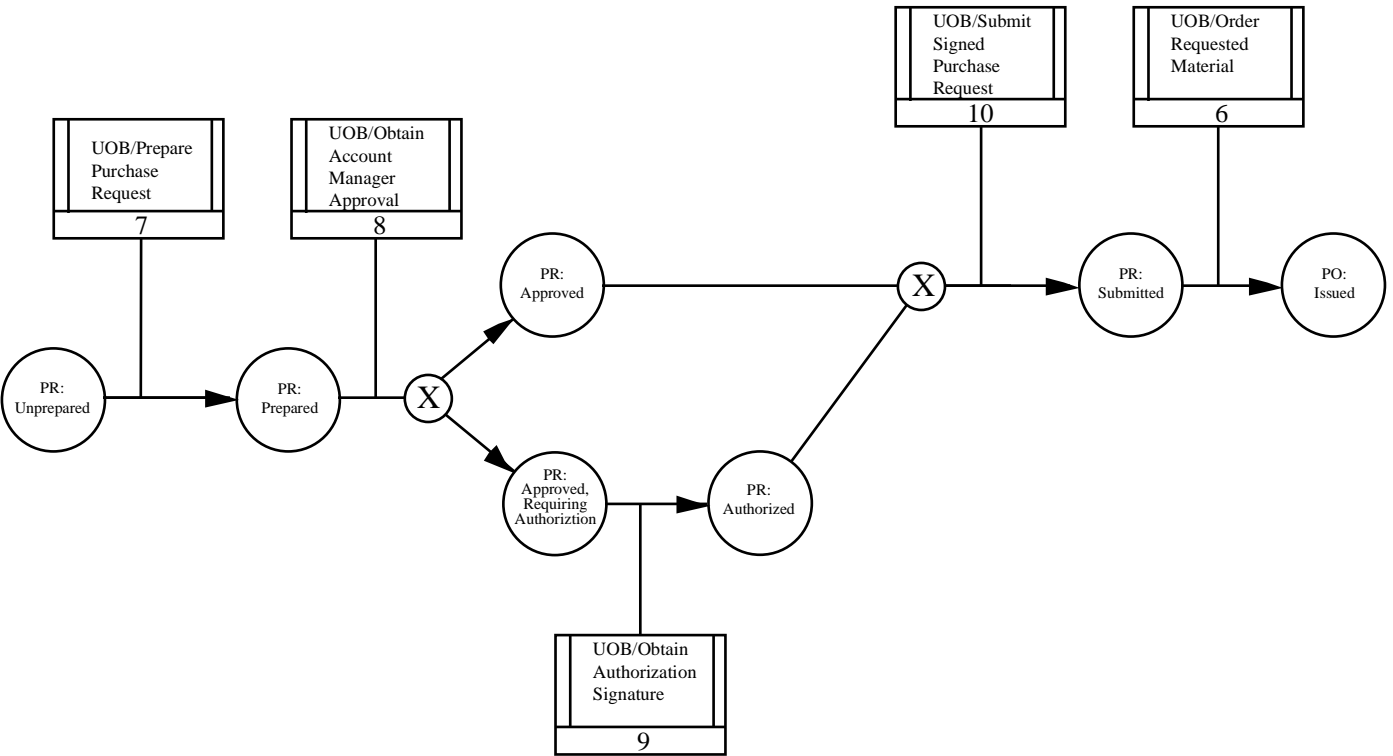 UOB/Submit
Signed
Purchase
Request
10
UOB/Order
Requested
Material
6
UOB/Prepare
Purchase
Request
7
UOB/Obtain
Account
Manager
Approval
8
PR:
Approved
X
PR:
Submitted
PO:
Issued
PR:
Unprepared
PR:
Prepared
X
PR:
Approved,
Requiring
Authoriztion
PR:
Authorized
UOB/Obtain
Authorization
Signature
9